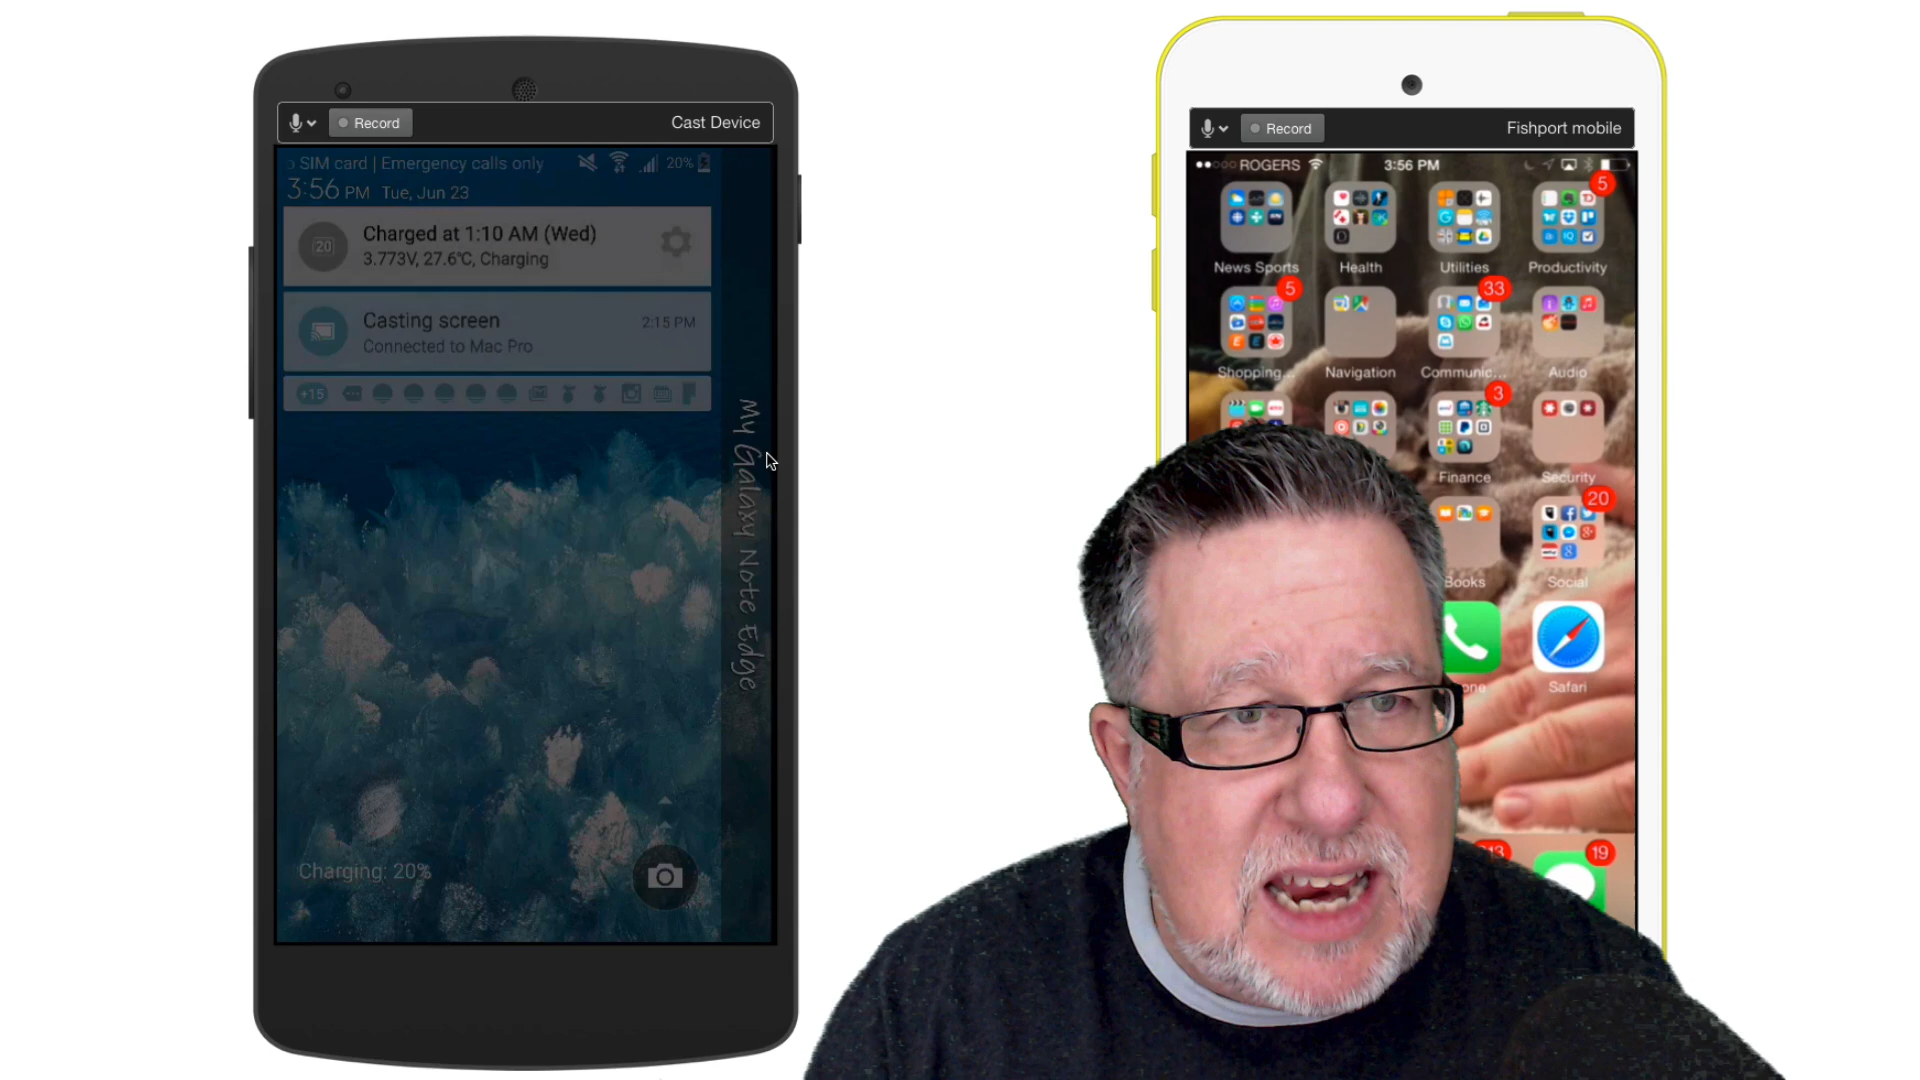 Record
Cast Device
SIM card | Emergency calls only
20%
3:56 PM Tue, Jun 23
20
Charged at 1:10 AM (Wed)
3.773V, 27.6°C, Charging
Casting screen
2:15 PM
Connected to Mac Pro
+15
My Galaxy Note Edge
Charging: 20%
Record
Fishport mobile
ROGERS
3:56 PM
5
News Sports
Health
Utilities
Productivity
5
33
Shopping...
Navigation
Communic...
Audio
3
Finance
Security
20
Books
Social
Safari
19